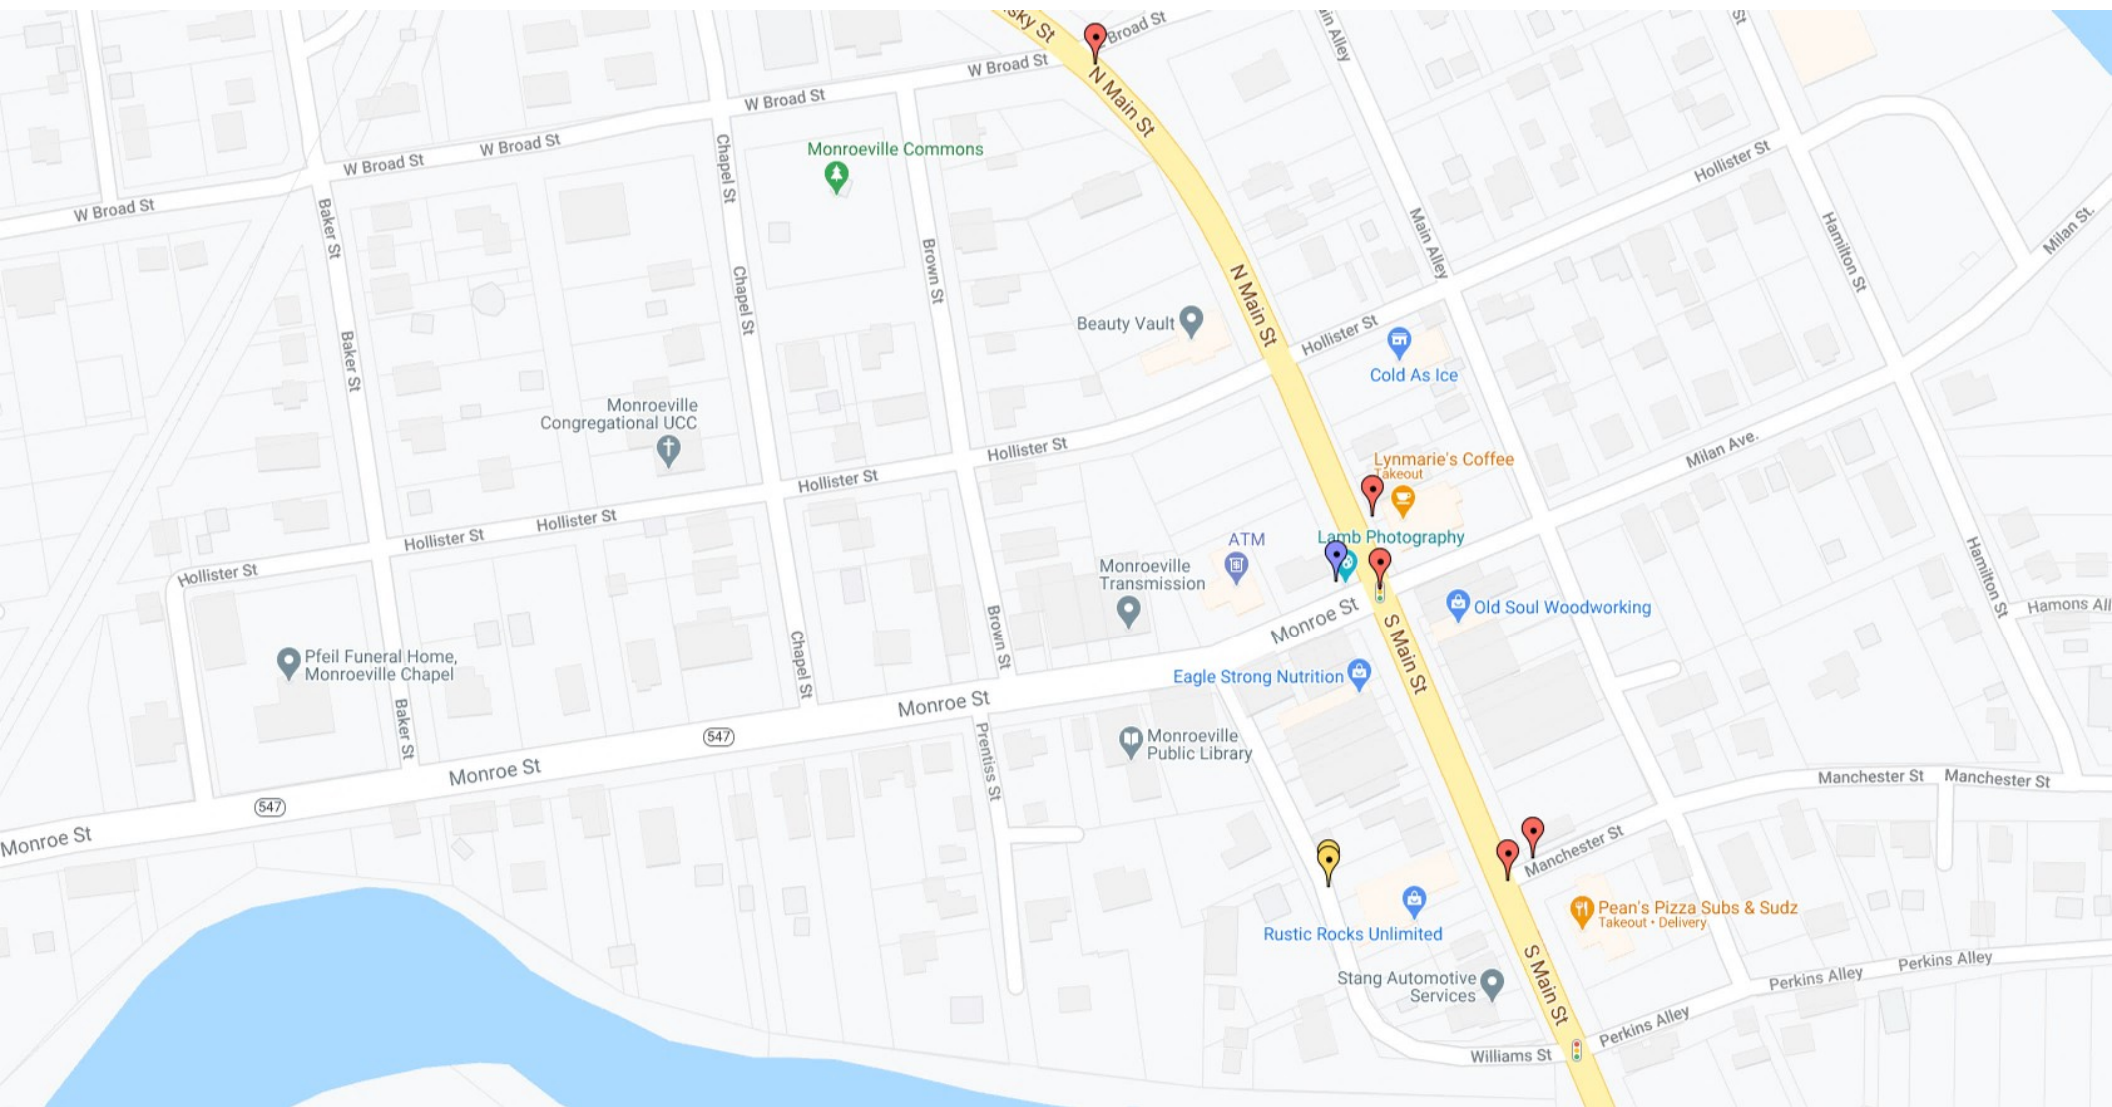 sky St
Broad St
W Broad St
N Main St
W Broad St
Chapel St
Monroeville Commons
W Broad St
W Broad St
W Broad St
Baker St
Hollister St
Main Alley
Hamilton St
Milan St.
Brown St
Chapel St
N Main St
Beauty Vault
Hollister St
Cold As Ice
Baker St
Monroeville
Congregational UCC
Hollister St
Hollister St
Lynmarie's Coffee
Takeout
Milan Ave.
Hollister St
Hollister St
Hollister St
ATM
Lamb Photography
Monroeville
Transmission
Monroe St
Old Soul Woodworking
Hamilton St
Hamons All
Brown St
S Main St
Chapel St
Pfeil Funeral Home,
Monroeville Chapel
Eagle Strong Nutrition
Baker St
Monroe St
547
Monroeville
Public Library
Prentiss St
Monroe St
547
Monroe St
Manchester St
Manchester St
Manchester St
Rustic Rocks Unlimited
Pean's Pizza Subs & Sudz
Takeout • Delivery
Stang Automotive
Services
S Main St
Perkins Alley
Perkins Alley
Perkins Alley
Williams St